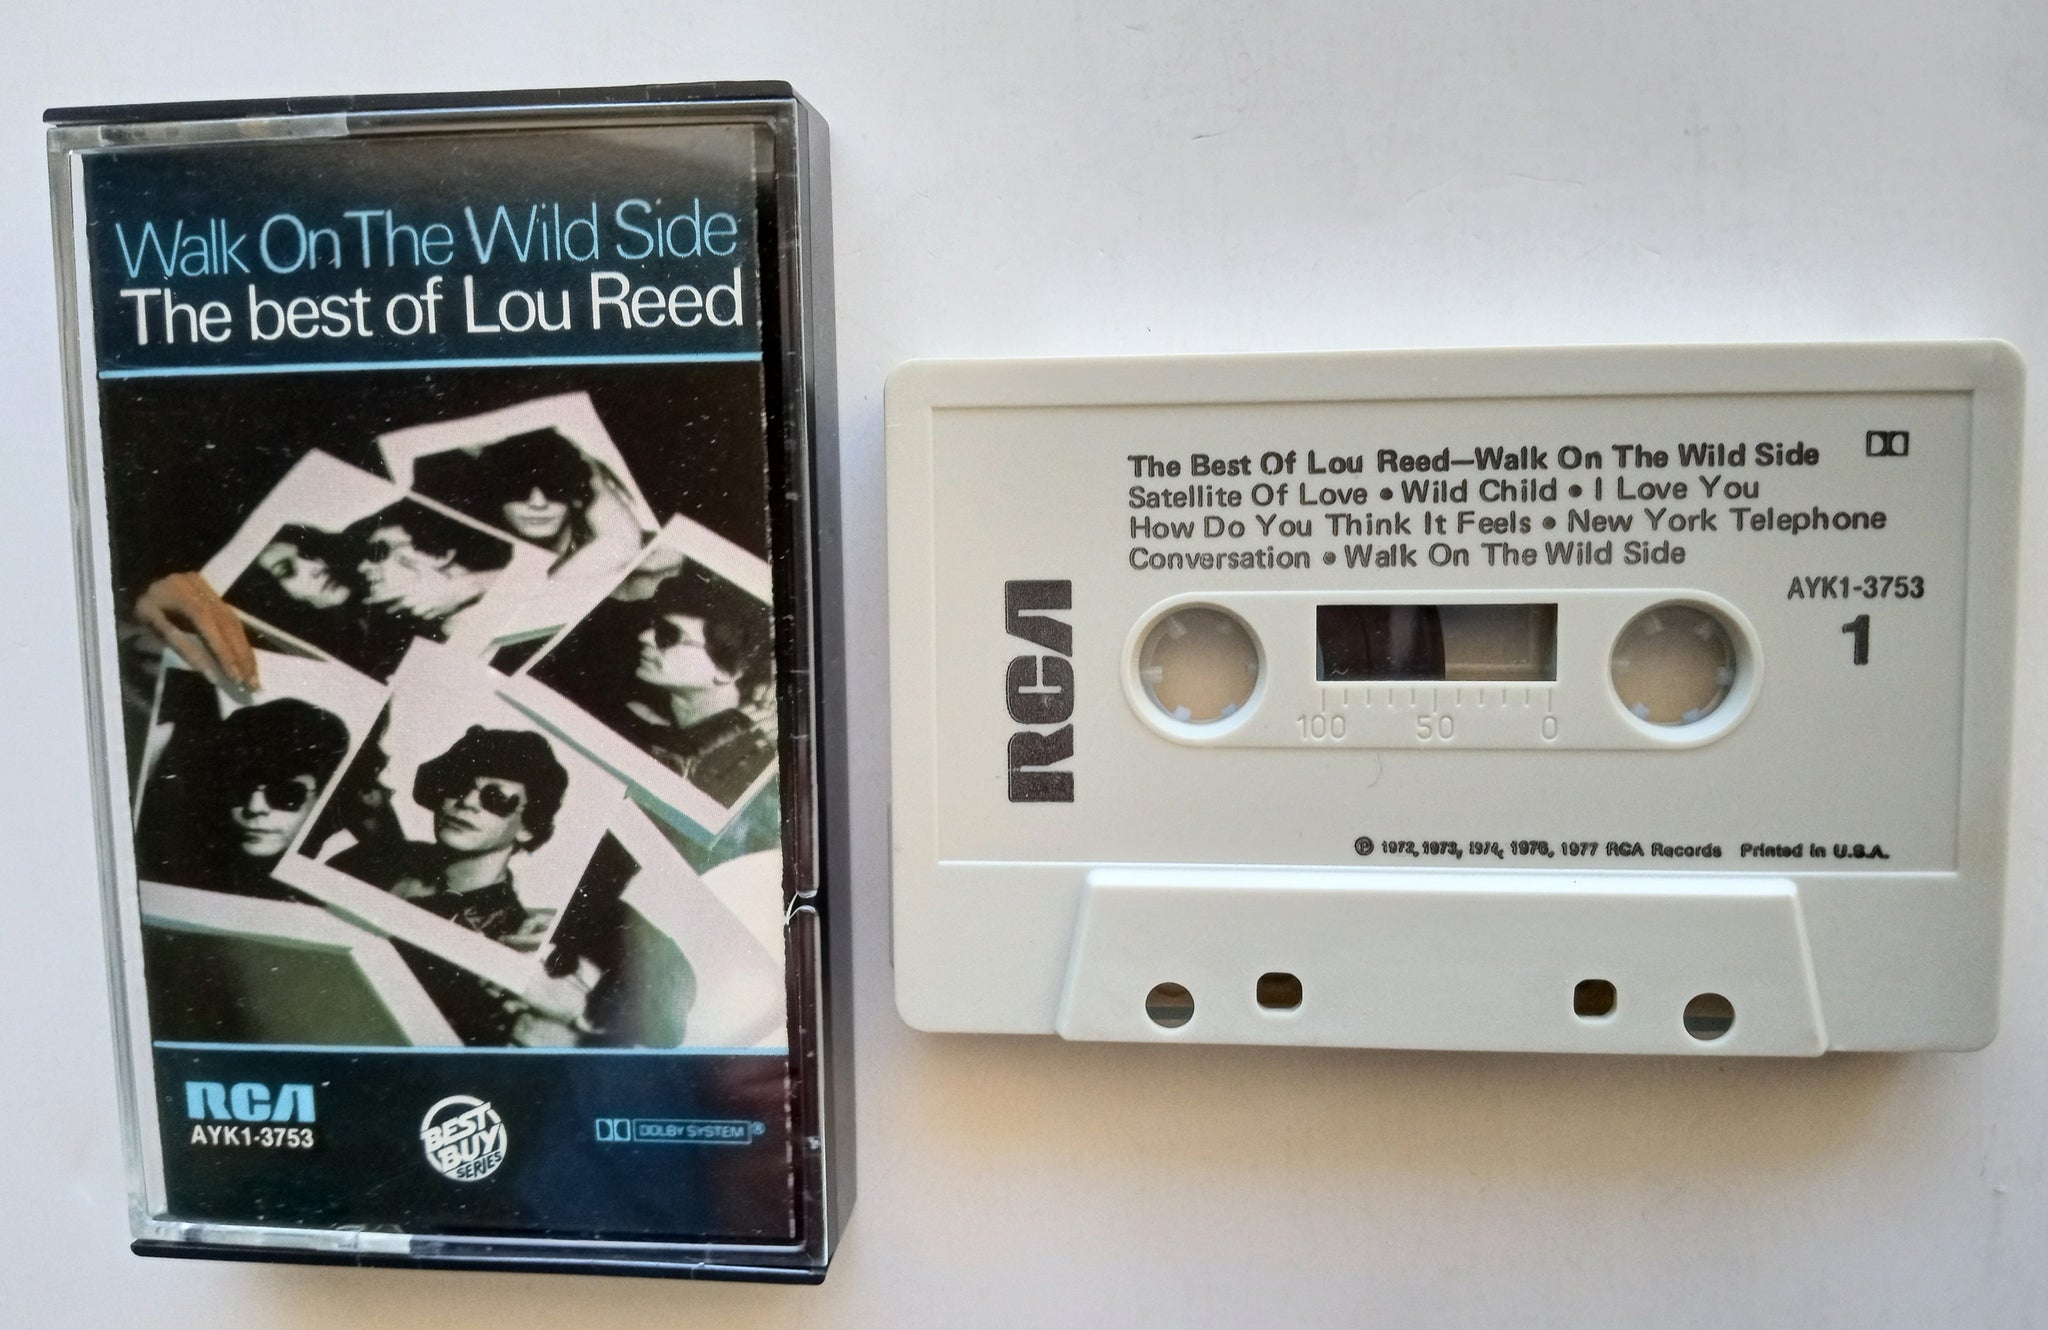 Walk On The Wild Side
The best of Lou Reed
RCA
AYK1-3753
BEST
BUY
SERIES
DOLBY SYSTEM®
The Best Of Lou Reed—Walk On The Wild Side
Satellite Of Love • Wild Child • I Love You
How Do You Think It Feels • New York Telephone
Conversation • Walk On The Wild Side
AYK1-3753
1
RCA
100 50 0
℗ 1972, 1973, 1974, 1976, 1977 RCA Records Printed in U.S.A.